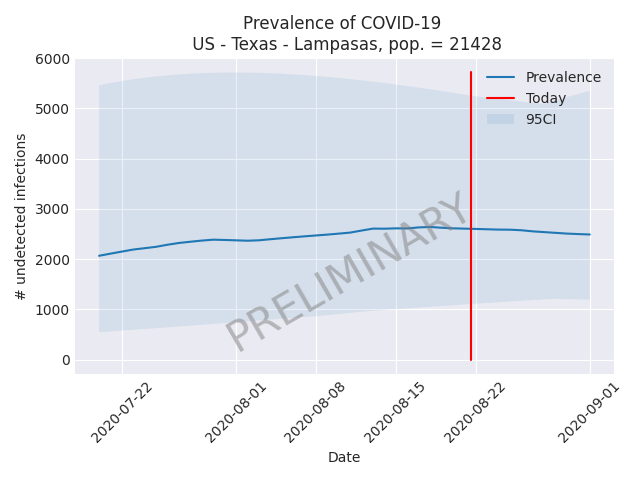 Prevalence of COVID-19
US - Texas - Lampasas, pop. = 21428
6000
5000
4000
3000
2000
1000
0
# undetected infections
Prevalence
Today
95CI
PRELIMINARY
2020-07-22
2020-08-01
2020-08-08
2020-08-15
2020-08-22
2020-09-01
Date